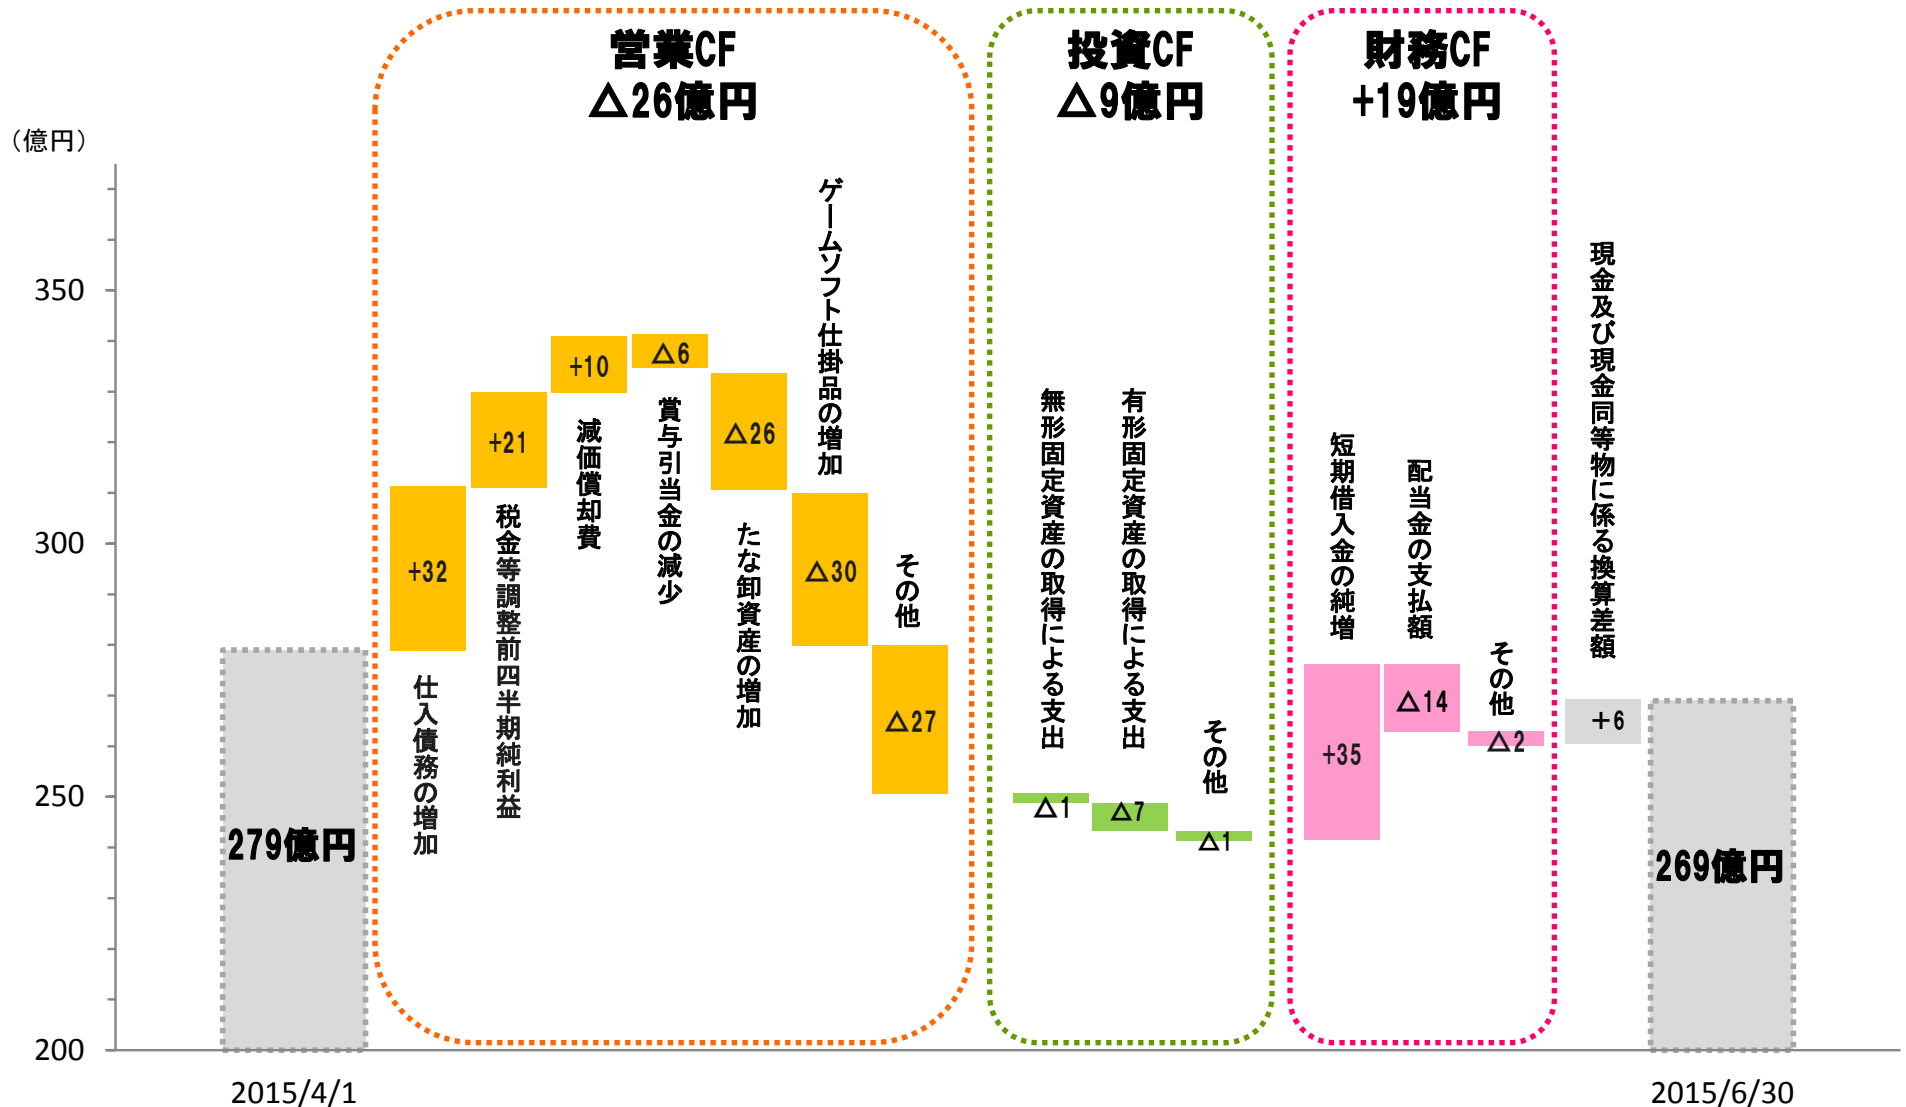 営業CF
△26億円
投資CF
△9億円
財務CF
+19億円
（億円）
350
300
250
200
279億円
2015/4/1
+32
仕入債務の増加
+21
税金等調整前四半期純利益
+10
減価償却費
△6
賞与引当金の減少
△26
たな卸資産の増加
ゲームソフト仕掛品の増加
△30
その他
△27
無形固定資産の取得による支出
△1
有形固定資産の取得による支出
△7
その他
△1
短期借入金の純増
+35
配当金の支払額
△14
その他
△2
現金及び現金同等物に係る換算差額
＋6
269億円
2015/6/30